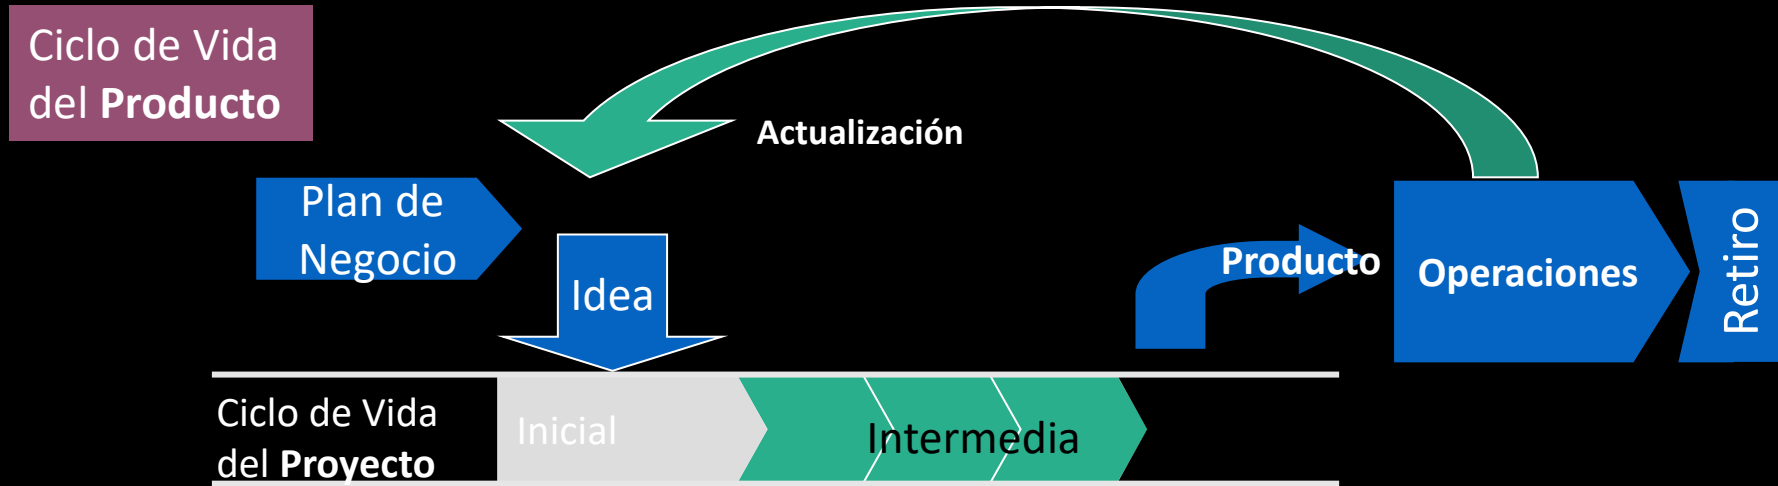 Ciclo de Vida
del Producto
Actualización
Plan de
Negocio
Idea
Producto
Operaciones
Retiro
Ciclo de Vida
del Proyecto
Inicial
Intermedia